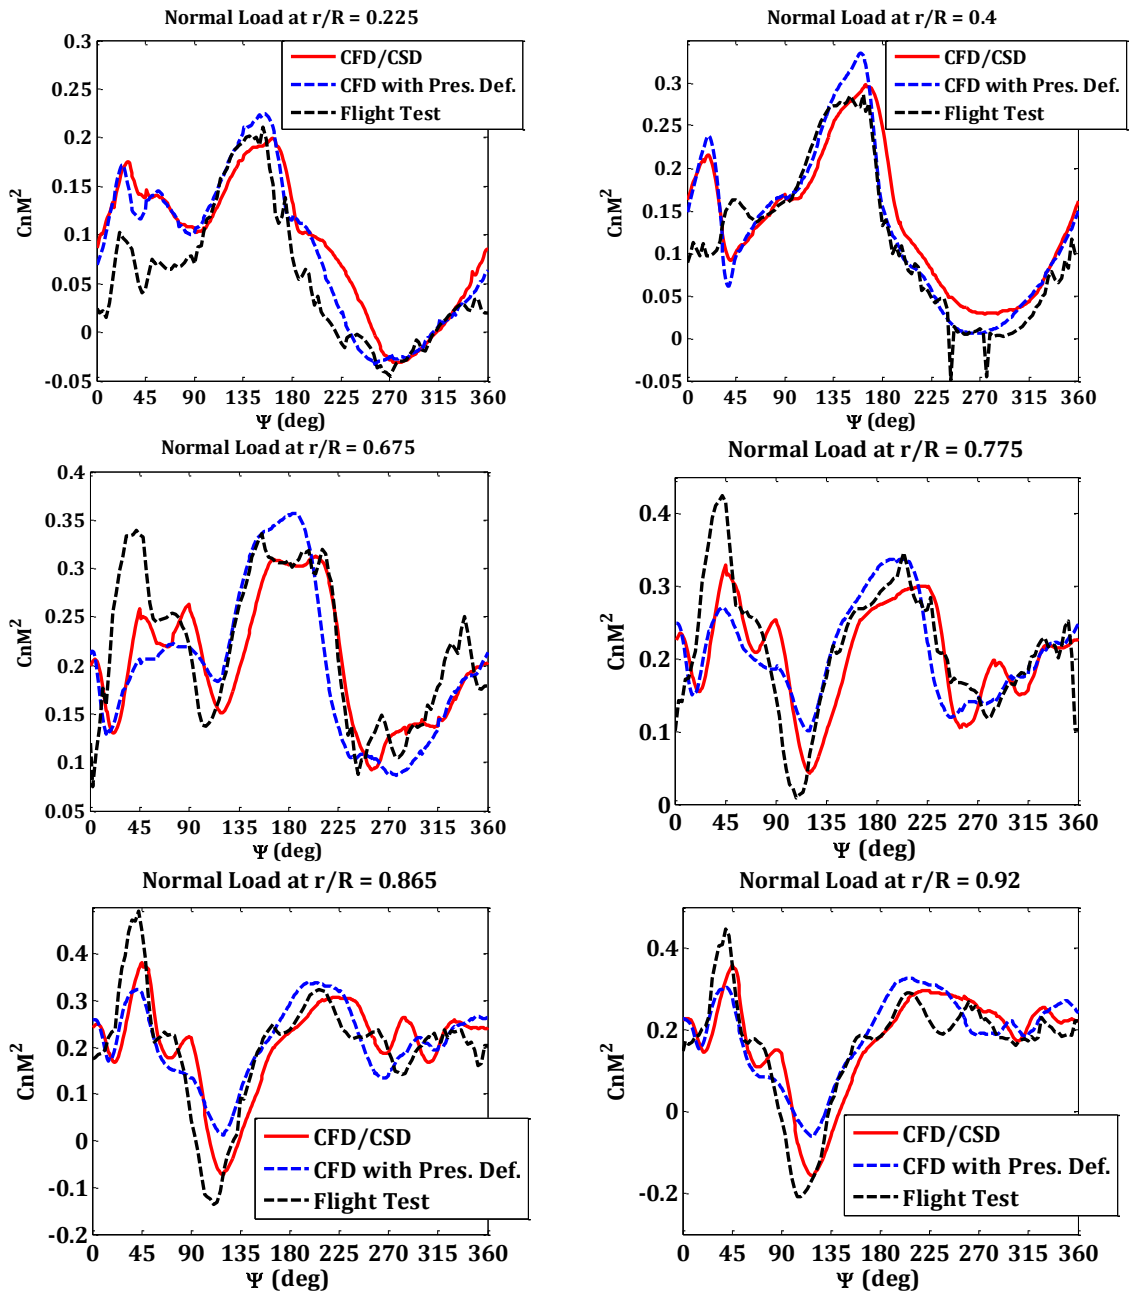 Normal Load at r/R = 0.225
0.3
0.25
0.2
0.15
0.1
0.05
0
-0.05
CnM²
CFD/CSD
CFD with Pres. Def.
Flight Test
0 45 90 135 180 225 270 315 360
Ψ (deg)
Normal Load at r/R = 0.4
0.3
0.25
0.2
0.15
0.1
0.05
0
-0.05
CnM²
CFD/CSD
CFD with Pres. Def.
Flight Test
0 45 90 135 180 225 270 315 360
Ψ (deg)
Normal Load at r/R = 0.675
0.4
0.35
0.3
0.25
0.2
0.15
0.1
0.05
CnM²
0 45 90 135 180 225 270 315 360
Ψ (deg)
Normal Load at r/R = 0.775
0.4
0.3
0.2
0.1
0
CnM²
0 45 90 135 180 225 270 315 360
Ψ (deg)
Normal Load at r/R = 0.865
0.4
0.3
0.2
0.1
0
-0.1
-0.2
CnM²
CFD/CSD
CFD with Pres. Def.
Flight Test
0 45 90 135 180 225 270 315 360
Ψ (deg)
Normal Load at r/R = 0.92
0.4
0.2
0
-0.2
CnM²
CFD/CSD
CFD with Pres. Def.
Flight Test
0 45 90 135 180 225 270 315 360
Ψ (deg)